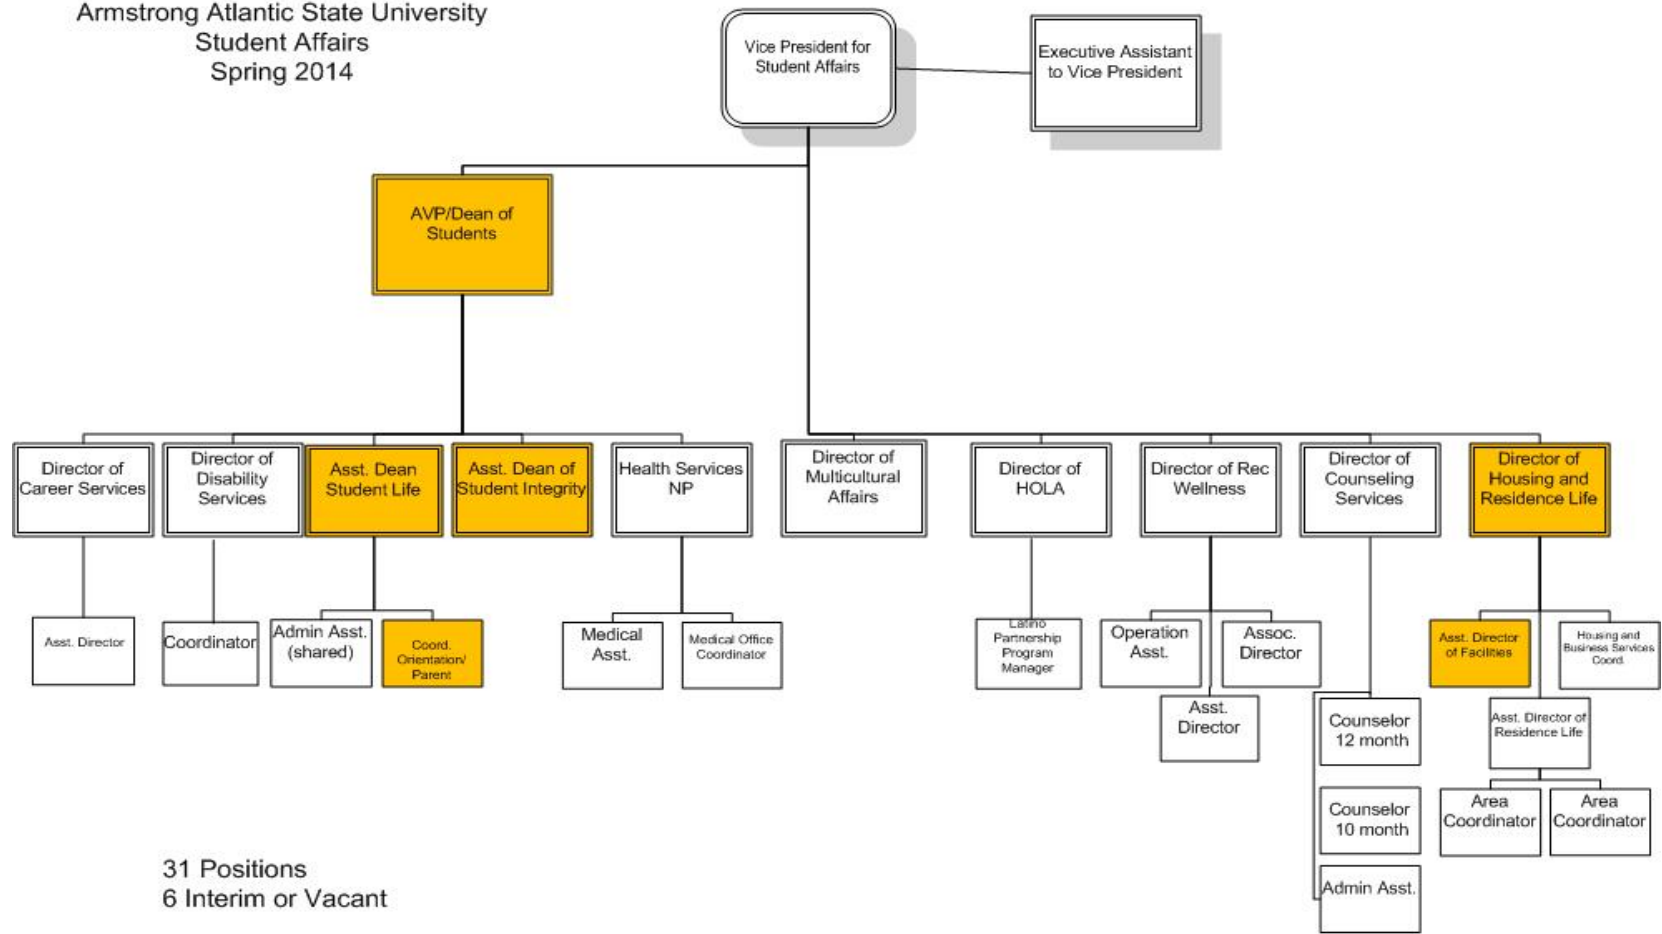 Armstrong Atlantic State University
Student Affairs
Spring 2014
Vice President for
Student Affairs
Executive Assistant
to Vice President
AVP/Dean of
Students
Director of
Career Services
Director of
Disability
Services
Asst. Dean
Student Life
Asst. Dean of
Student Integrity
Health Services
NP
Director of
Multicultural
Affairs
Director of
HOLA
Director of Rec
Wellness
Director of
Counseling
Services
Director of
Housing and
Residence Life
Asst. Director
Coordinator
Admin Asst.
(shared)
Coord.
Orientation/
Parent
Medical
Asst.
Medical Office
Coordinator
Latino
Partnership
Program
Manager
Operation
Asst.
Assoc.
Director
Asst.
Director
Counselor
12 month
Counselor
10 month
Admin Asst.
Asst. Director
of Facilities
Housing and
Business Services
Coord.
Asst. Director of
Residence Life
Area
Coordinator
Area
Coordinator
31 Positions
6 Interim or Vacant